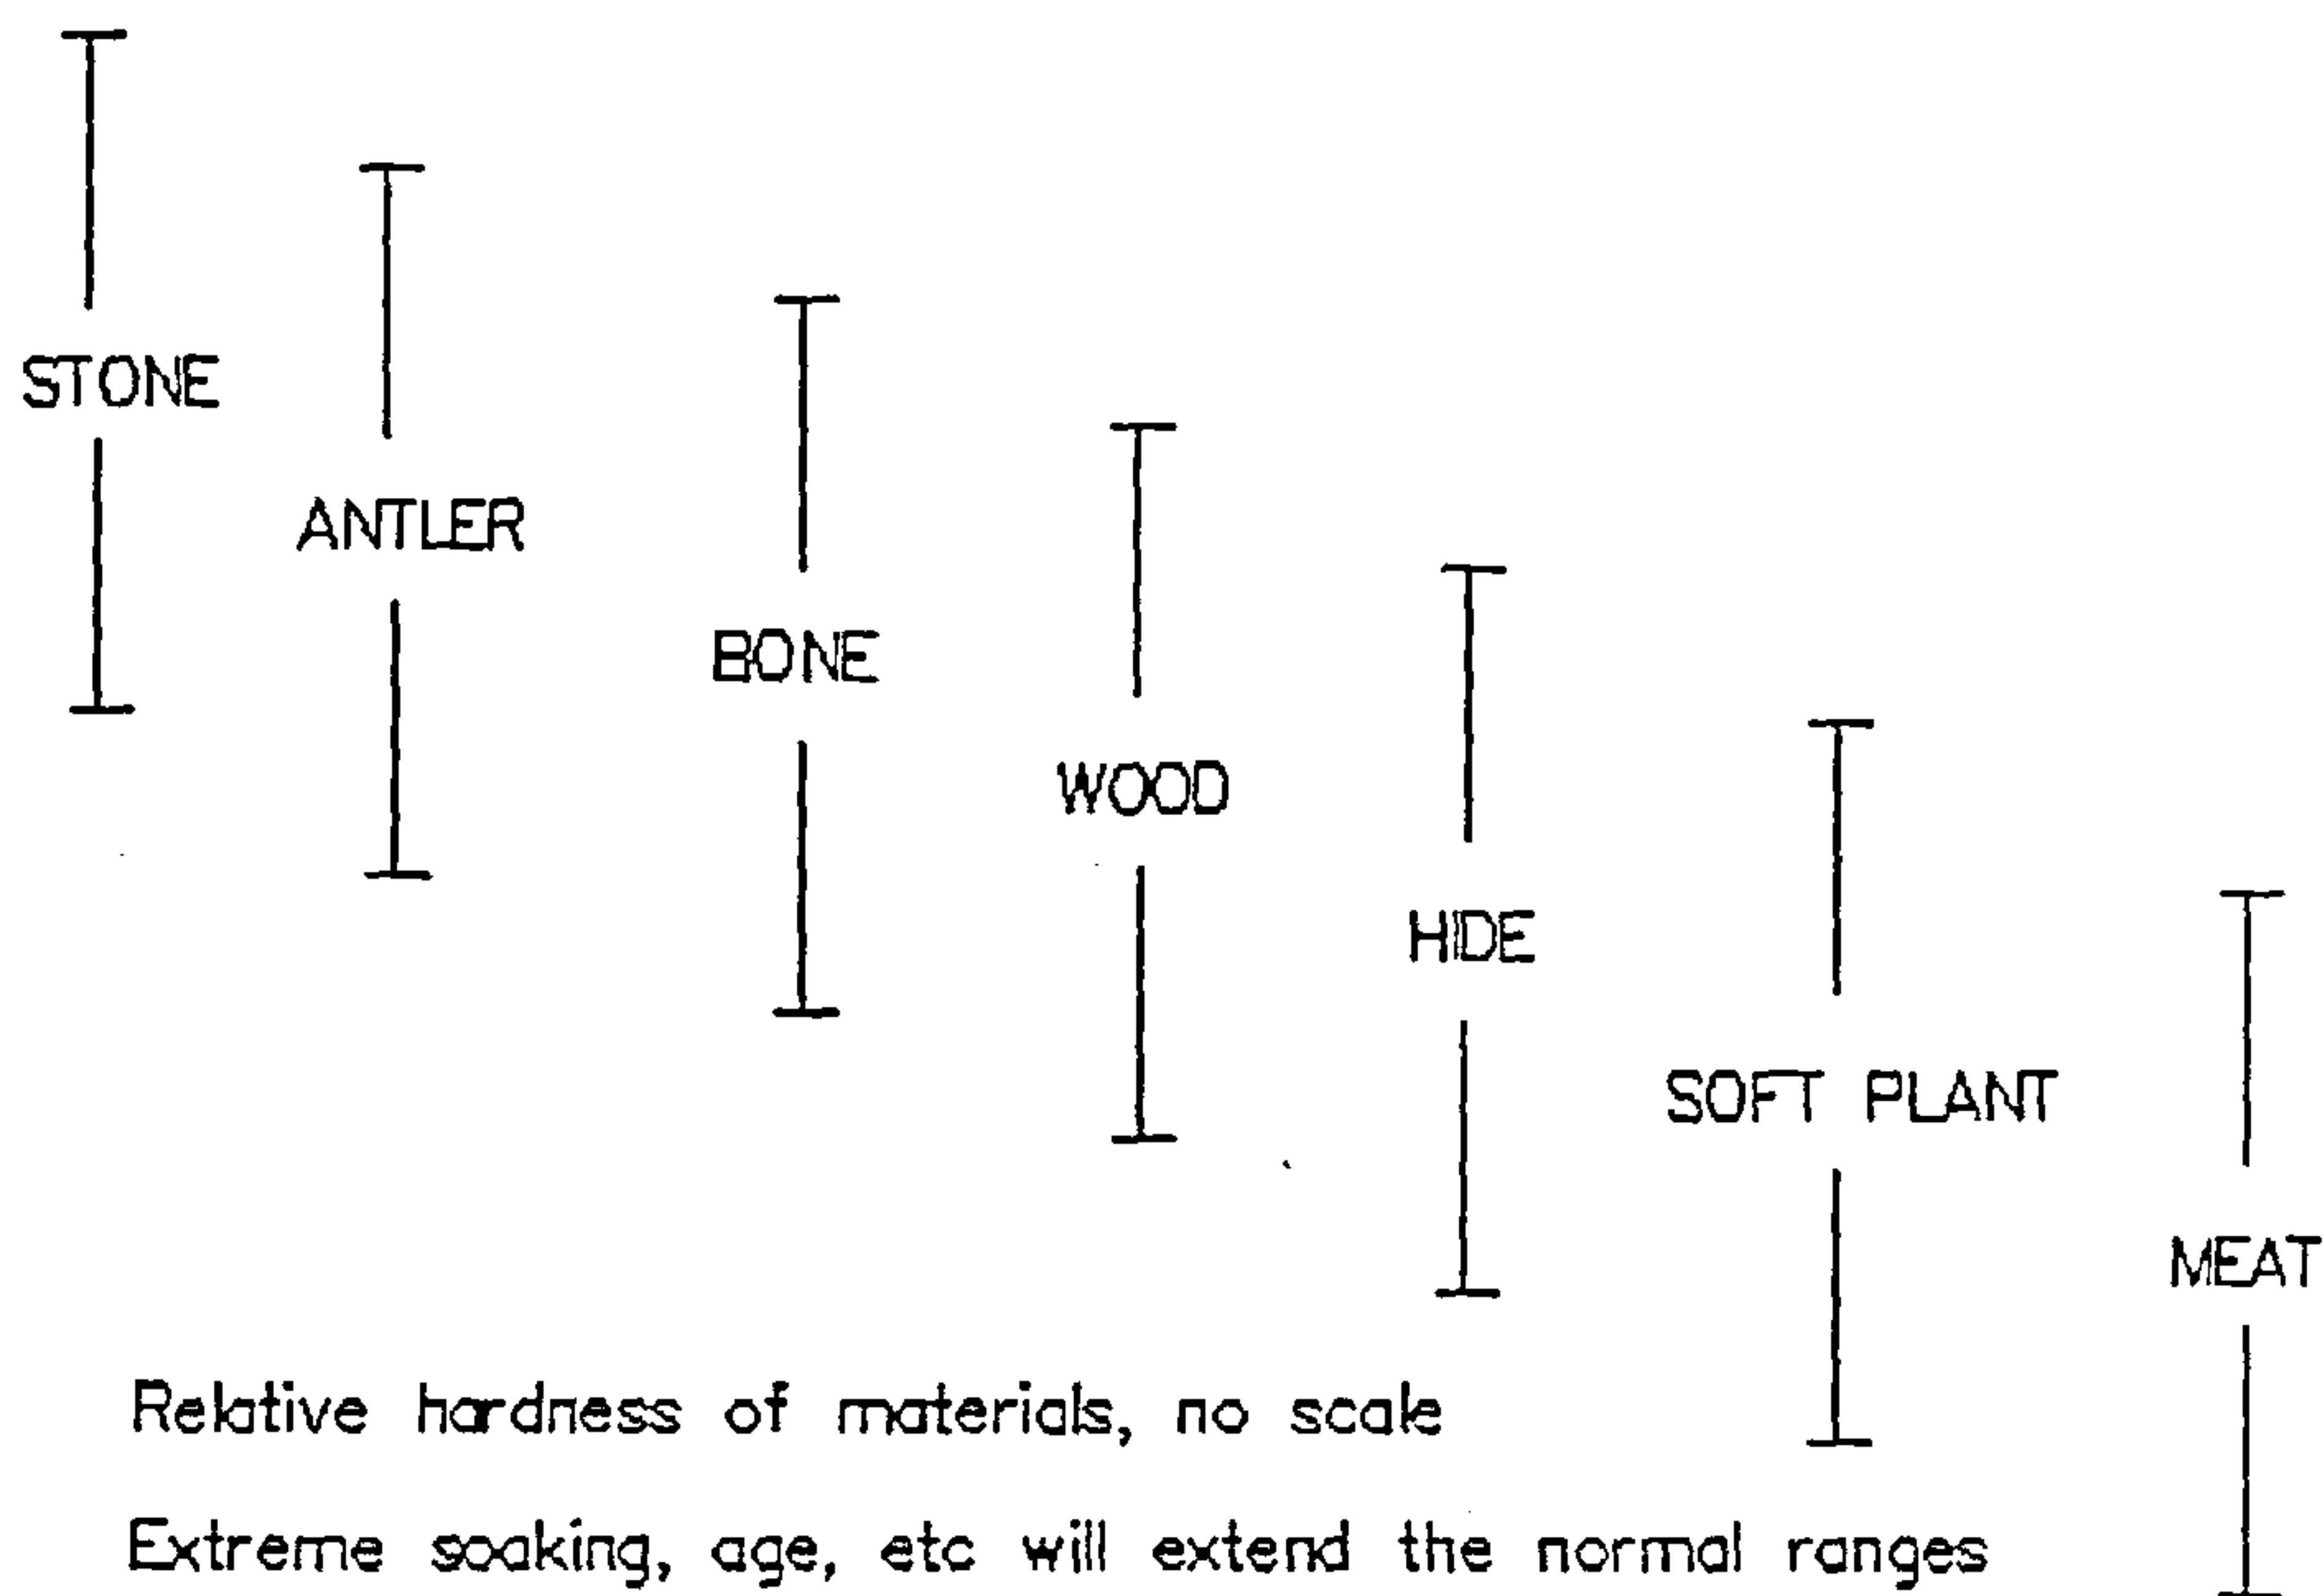 STONE
ANTLER
BONE
WOOD
HIDE
SOFT PLANT
MEAT
Relative hardness of materials, no scale
Extreme soaking, age, etc will extend the normal ranges